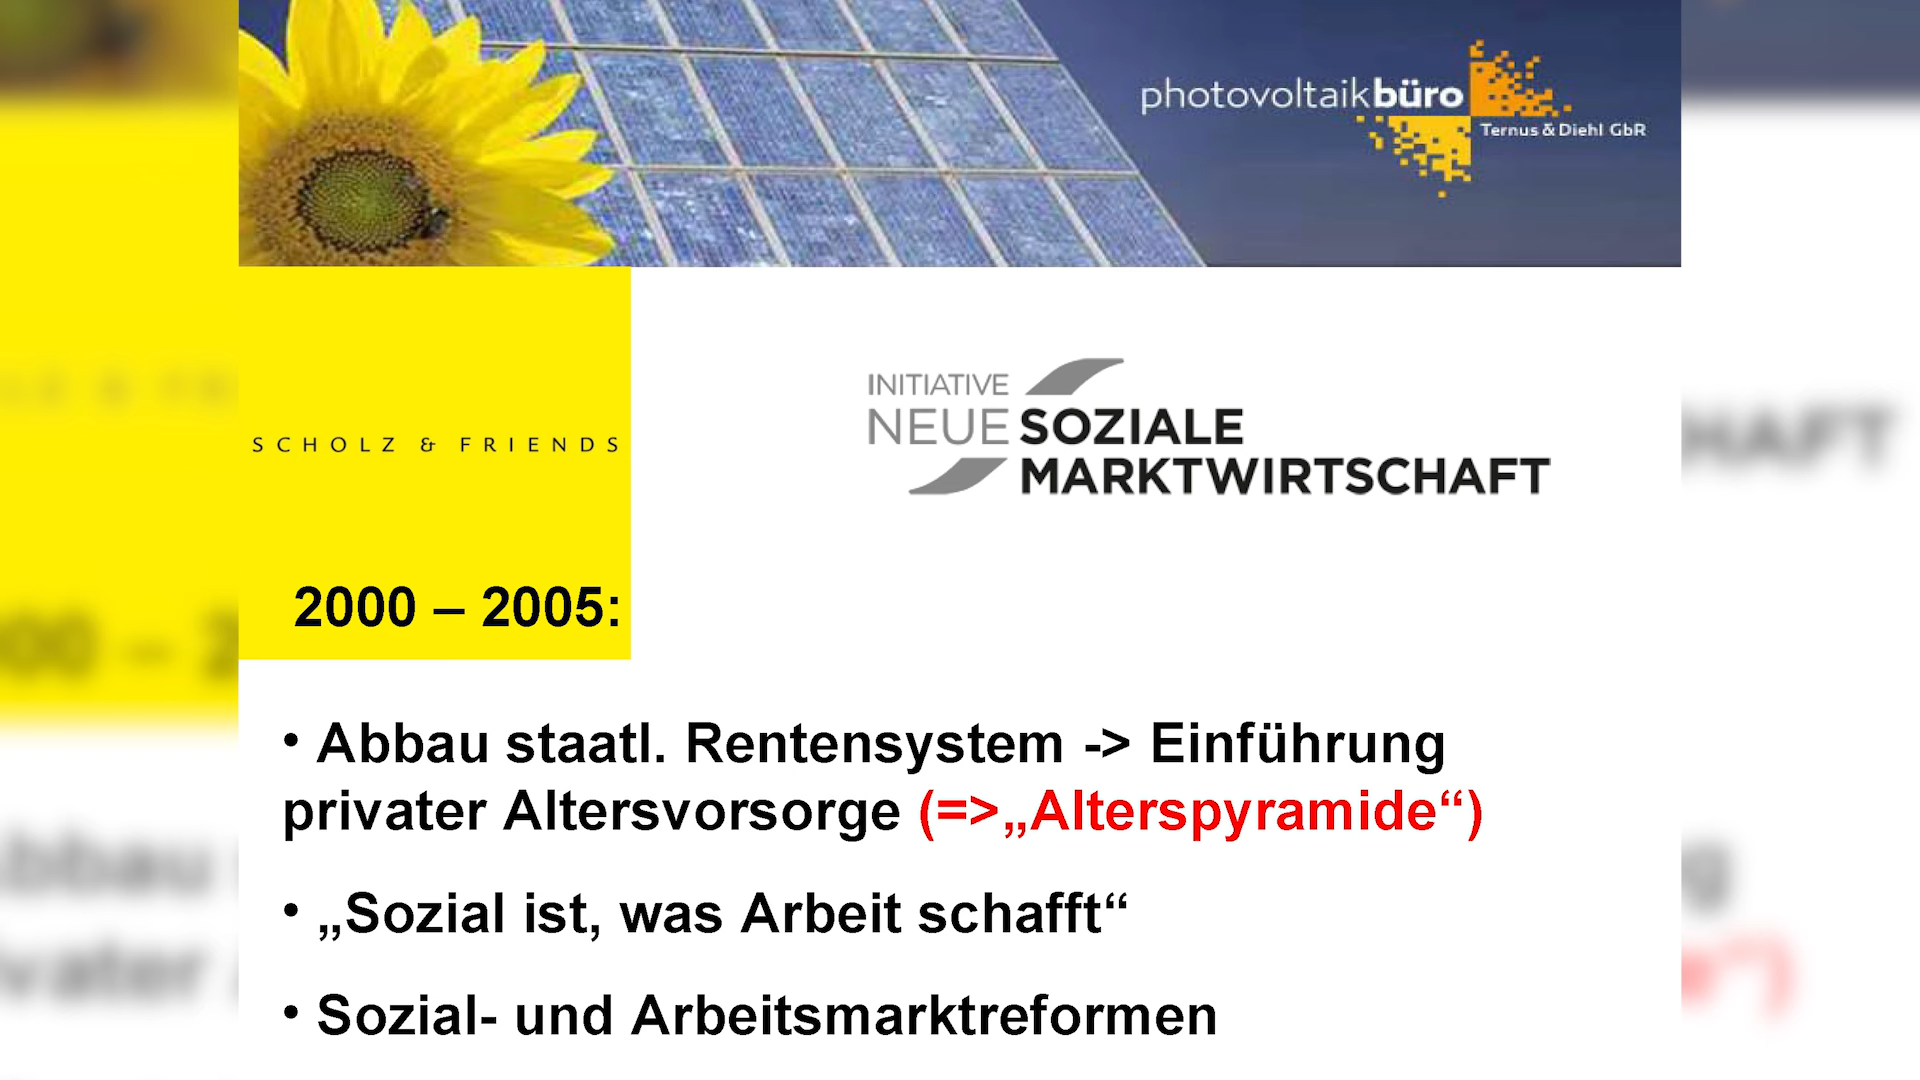 photovoltaikbüro
Ternus & Diehl GbR
SCHOLZ & FRIENDS
INITIATIVE
NEUE SOZIALE
MARKTWIRTSCHAFT
2000 – 2005:
• Abbau staatl. Rentensystem -> Einführung
privater Altersvorsorge (=>„Alterspyramide“)
• „Sozial ist, was Arbeit schafft“
• Sozial- und Arbeitsmarktreformen